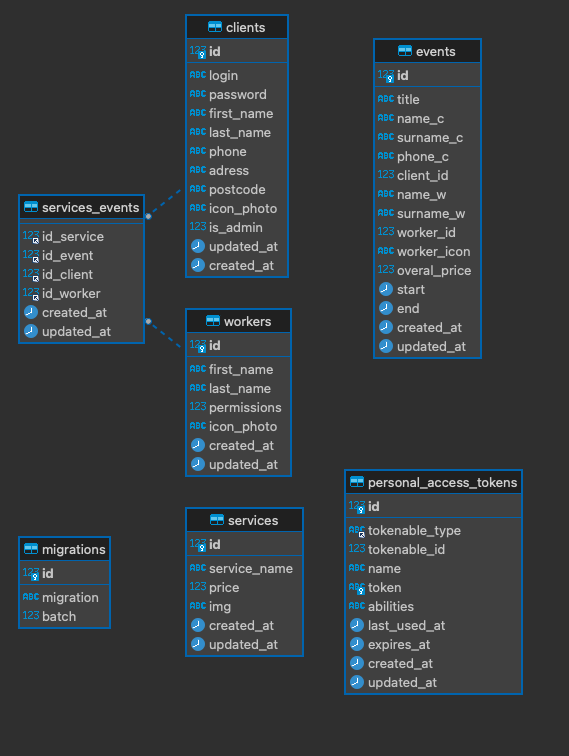 clients
123 id
ABC login
ABC password
ABC first_name
ABC last_name
ABC phone
ABC adress
ABC postcode
ABC icon_photo
123 is_admin
updated_at
created_at
events
123 id
ABC title
ABC name_c
ABC surname_c
ABC phone_c
123 client_id
ABC name_w
ABC surname_w
123 worker_id
ABC worker_icon
123 overal_price
start
end
created_at
updated_at
services_events
123 id_service
123 id_event
123 id_client
123 id_worker
created_at
updated_at
workers
123 id
ABC first_name
ABC last_name
123 permissions
ABC icon_photo
created_at
updated_at
personal_access_tokens
123 id
ABC tokenable_type
123 tokenable_id
ABC name
ABC token
ABC abilities
last_used_at
expires_at
created_at
updated_at
services
123 id
ABC service_name
123 price
ABC img
created_at
updated_at
migrations
123 id
ABC migration
123 batch